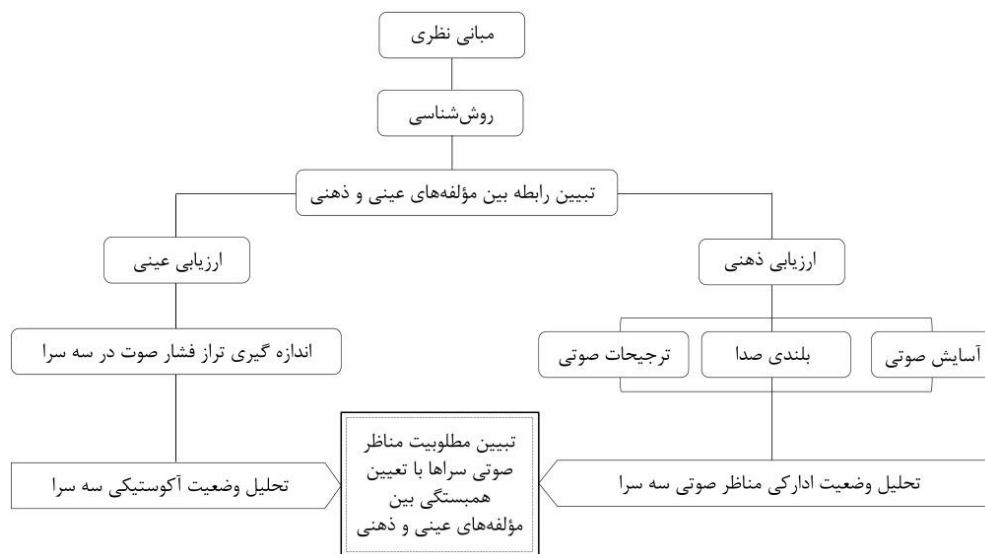 مبانی نظری
روش‌شناسی
تبیین رابطه بین مؤلفه‌های عینی و ذهنی
ارزیابی ذهنی
ارزیابی عینی
آسایش صوتی
بلندی صدا
ترجیحات صوتی
اندازه گیری تراز فشار صوت در سه سرا
تحلیل وضعیت ادارکی مناظر صوتی سه سرا
تبیین مطلوبیت مناظر
صوتی سراها با تعیین
همبستگی بین
مؤلفه‌های عینی و ذهنی
تحلیل وضعیت آکوستیکی سه سرا